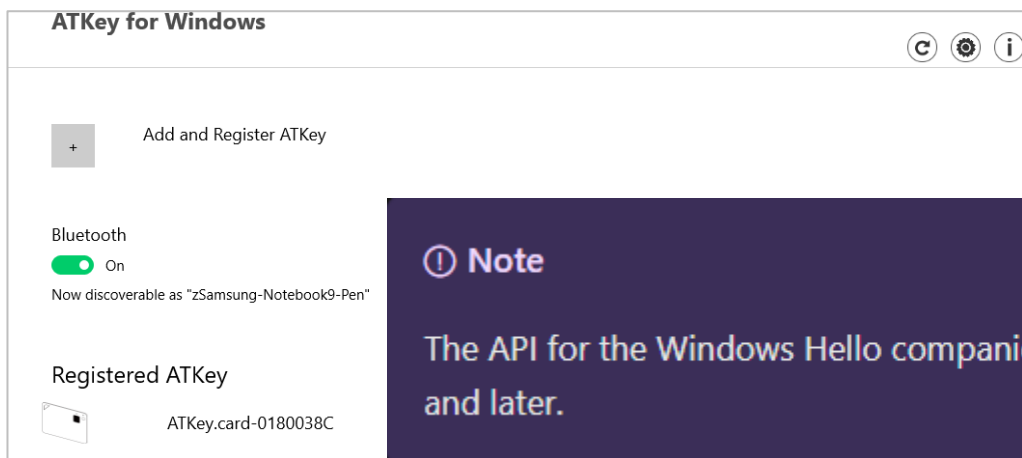 ATKey for Windows
+
Add and Register ATKey
Bluetooth
On
Now discoverable as "zSamsung-Notebook9-Pen"
Registered ATKey
ATKey.card-0180038C
Note
The API for the Windows Hello
and later.